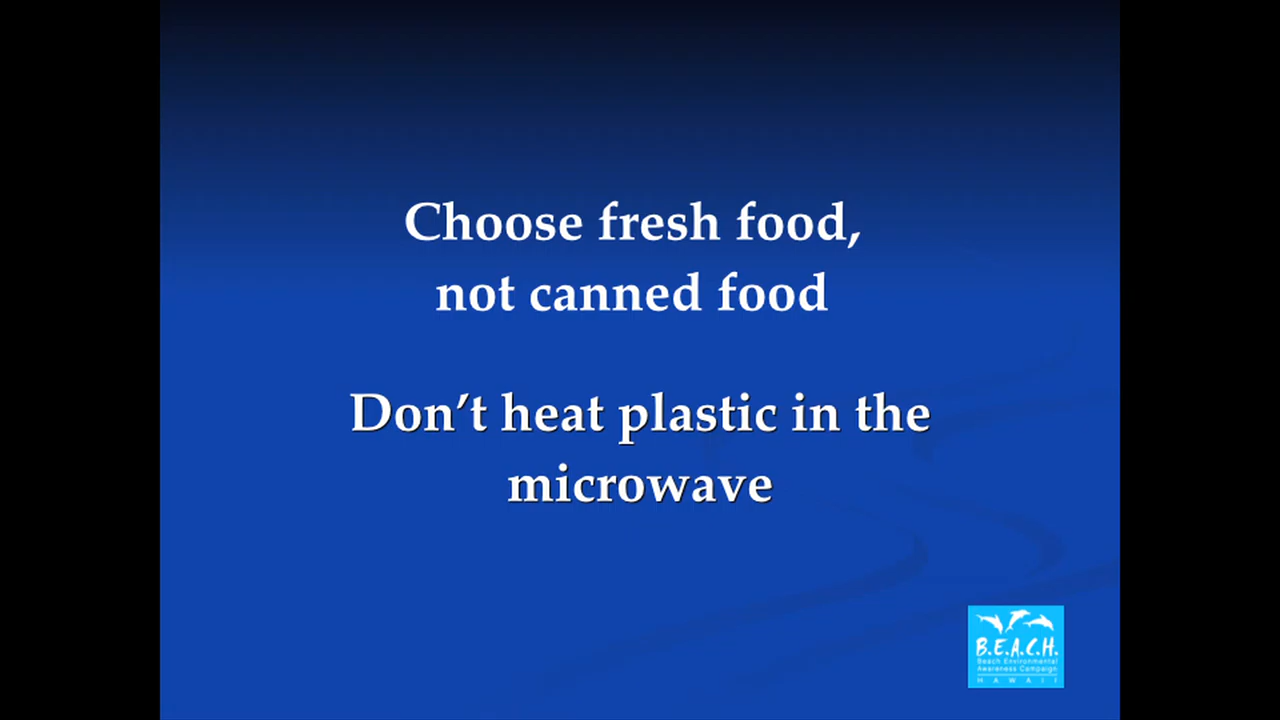 Choose fresh food,
not canned food
Don’t heat plastic in the
microwave
B.E.A.C.H.
Beach Environmental
Awareness Campaign
HAWAII